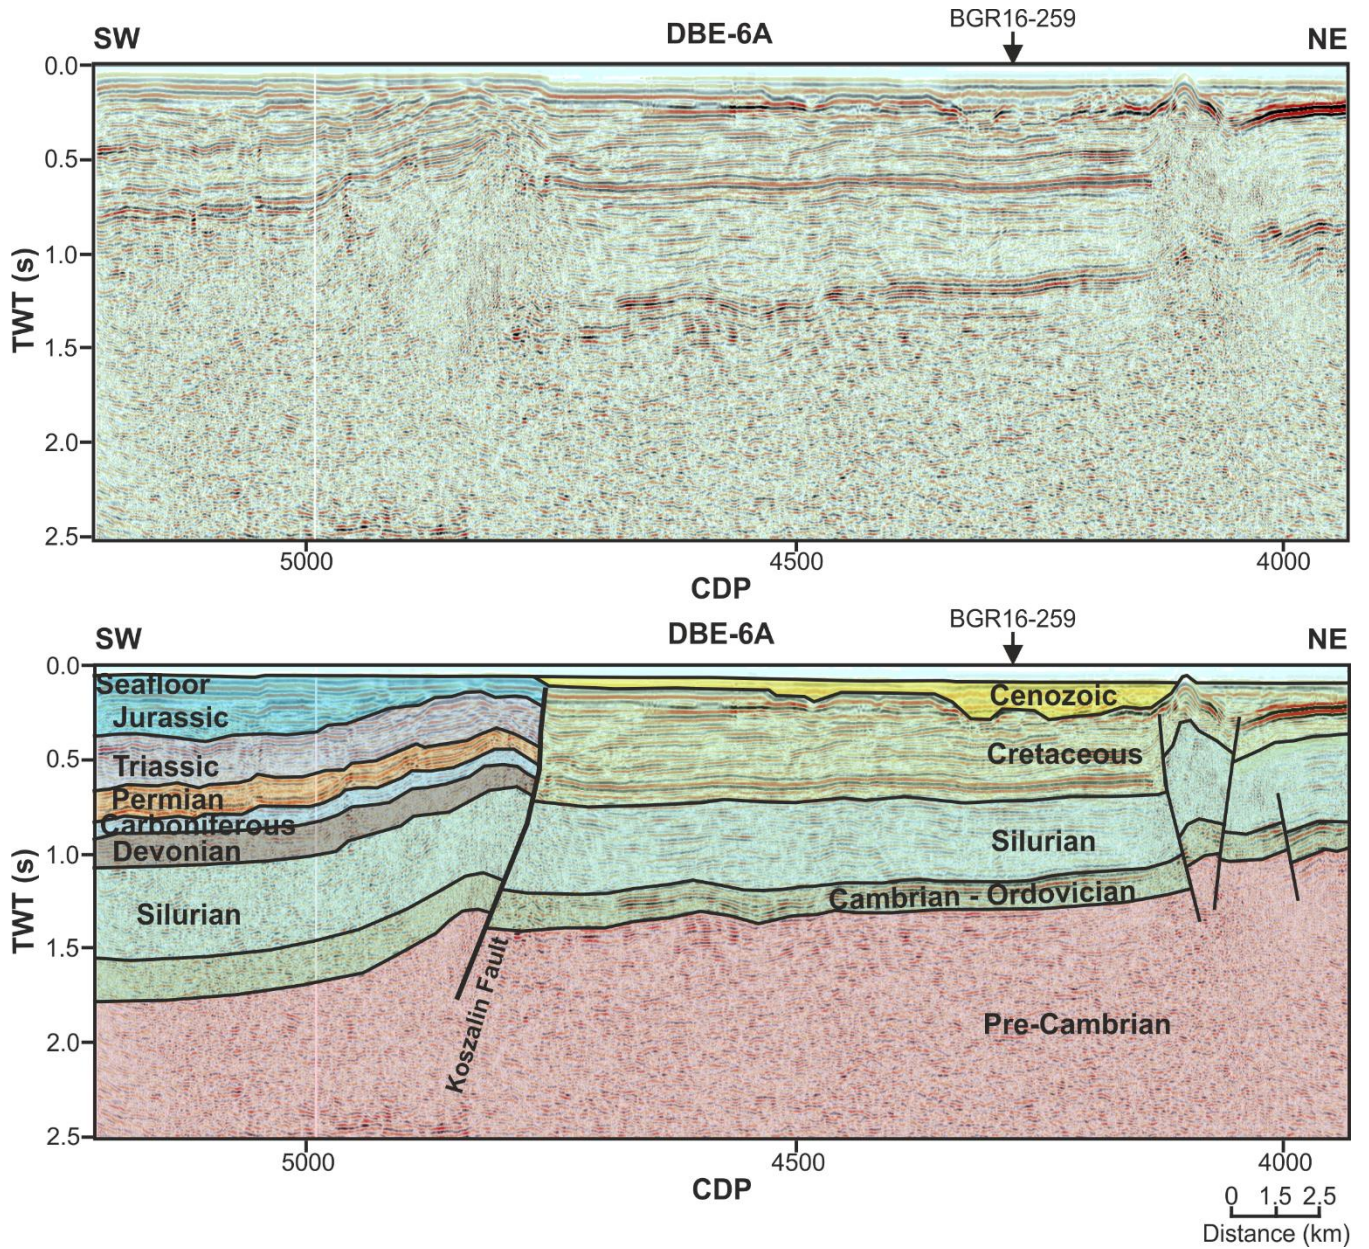 BGR16-259
SW DBE-6A NE
0.0
0.5
1.0
1.5
2.0
2.5
TWT (s)
5000 4500 4000
CDP
BGR16-259
SW DBE-6A NE
0.0
0.5
1.0
1.5
2.0
2.5
TWT (s)
Seafloor
Jurassic
Triassic
Permian
Carboniferous
Devonian
Silurian
Koszalin Fault
Cenozoic
Cretaceous
Silurian
Cambrian - Ordovician
Pre-Cambrian
5000 4500 4000
CDP
0 1.5 2.5
Distance (km)